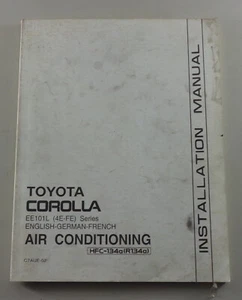 TOYOTA
COROLLA
EE101L (4E-FE) Series
ENGLISH-GERMAN-FRENCH
AIR CONDITIONING
HFC-134a(R134a)
INSTALLATION MANUAL